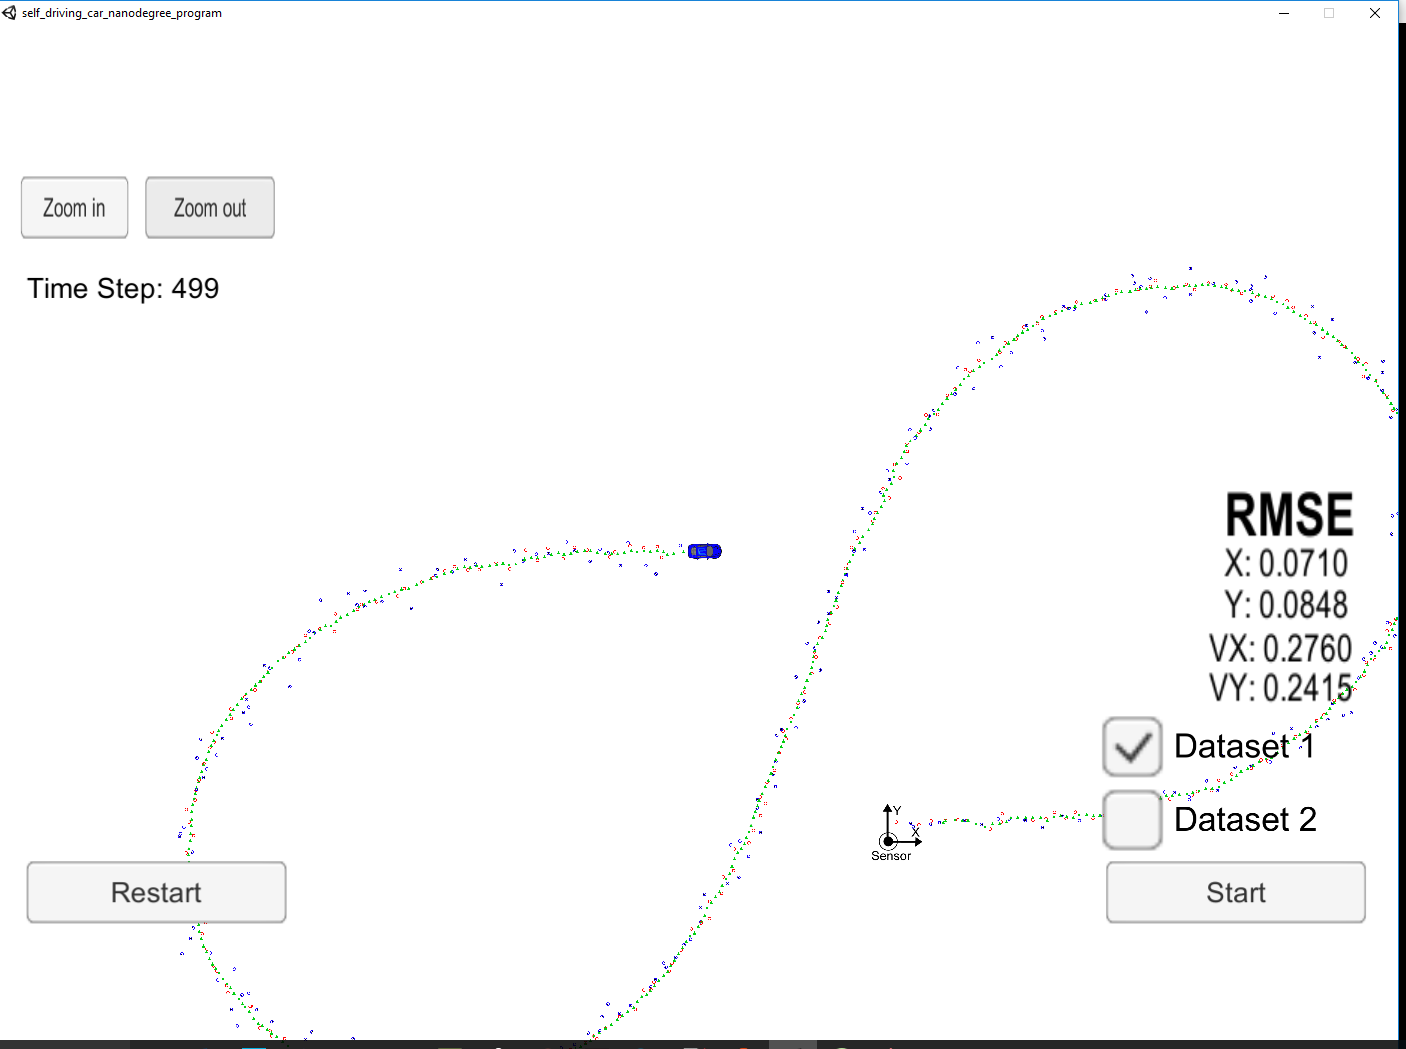 self_driving_car_nanodegree_program
Zoom in
Zoom out
Time Step: 499
RMSE
X: 0.0710
Y: 0.0848
VX: 0.2760
VY: 0.2415
Dataset 1
Dataset 2
Y
X
Sensor
Restart
Start